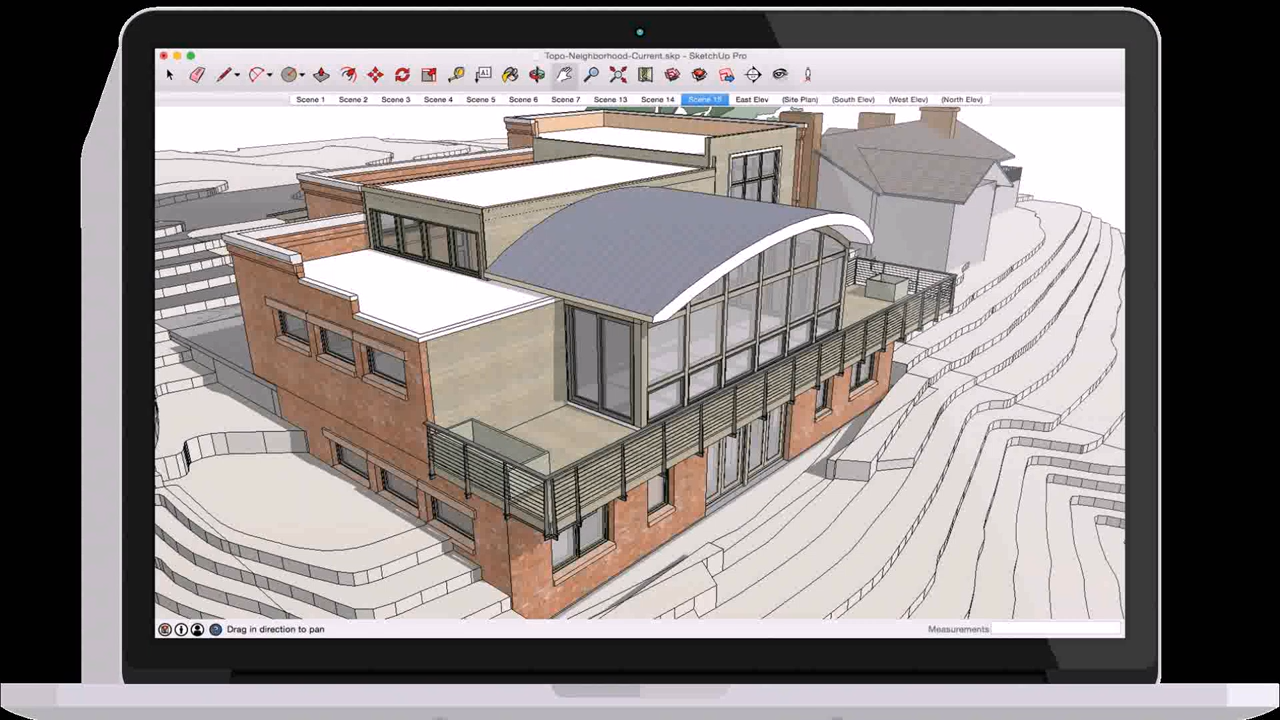 Topo-Neighborhood-Current.skp - SketchUp Pro
A1
Scene 1 Scene 2 Scene 3 Scene 4 Scene 5 Scene 6 Scene 7 Scene 13 Scene 14 Scene 15 East Elev (Site Plan) (South Elev) (West Elev) (North Elev)
Drag in direction to pan Measurements